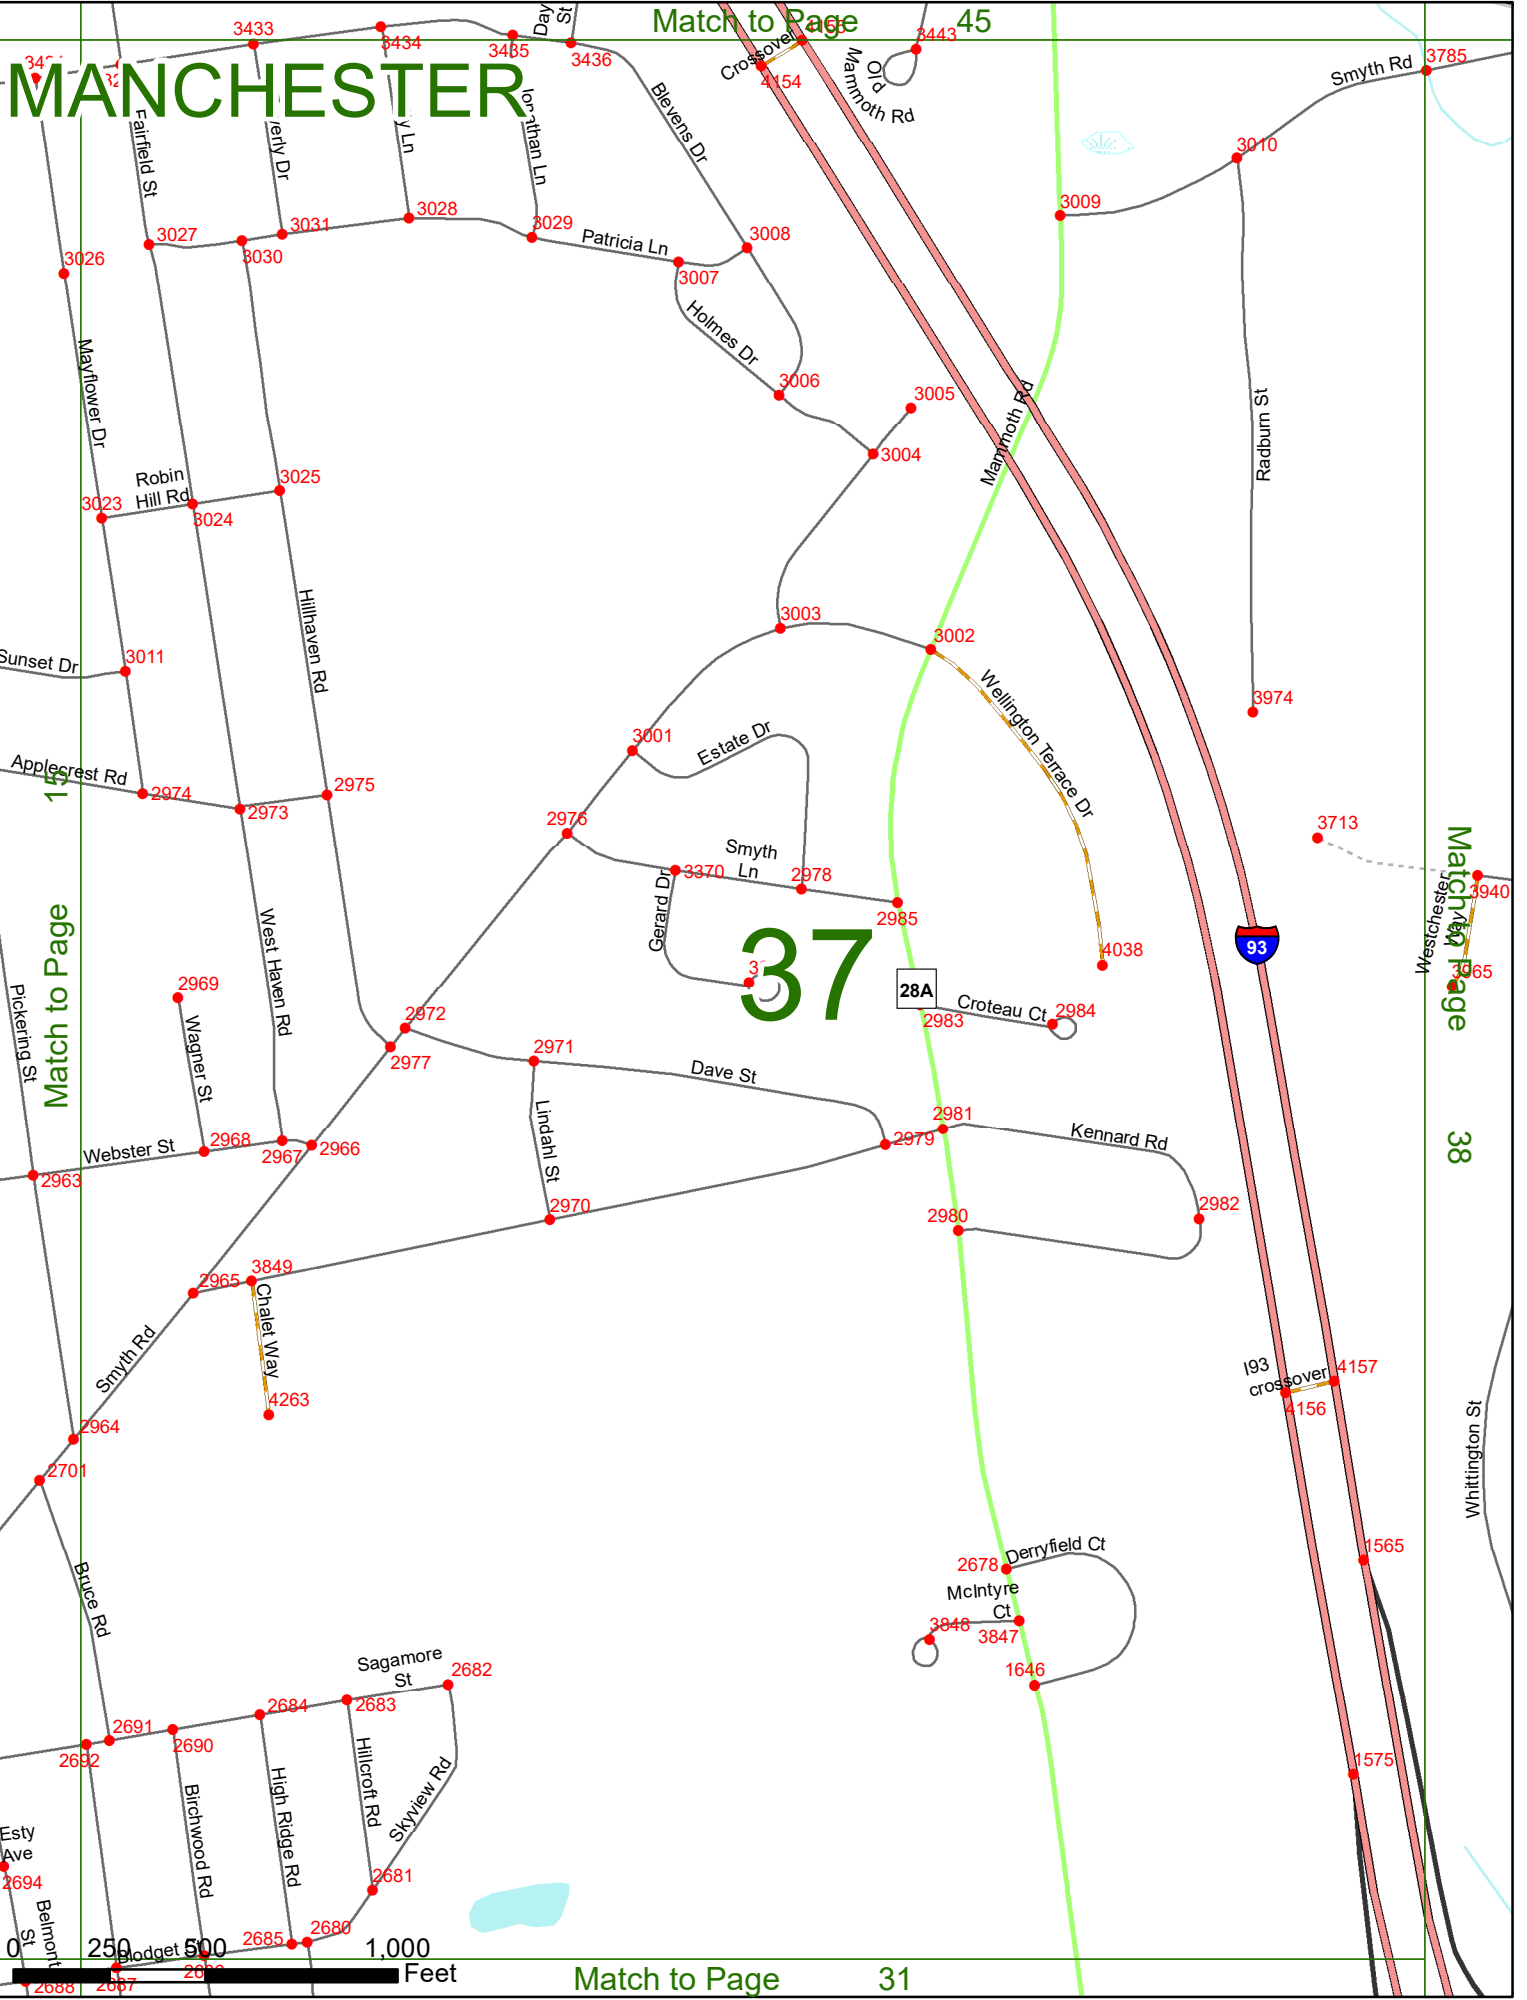 Match to Page 45
MANCHESTER
3433
3434
3435
3436
Day
St
Crossover
4154
3443
Old
Mammoth Rd
Smyth Rd
3785
3010
3009
Fairfield St
Blevens Dr
3026
3027
3030
3031
3028
3029
Patricia Ln
3007
3008
Holmes Dr
3006
3005
3004
Mammoth Rd
Radburn St
Mayflower Dr
Robin
Hill Rd
3023
3024
3025
Hillhaven Rd
3003
3002
Sunset Dr
3011
Wellington Terrace Dr
3974
3001
Estate Dr
Applecrest Rd
15
2974
2973
2975
2976
Smyth
Ln
3370
2978
2985
Gerard Dr
37
3713
3940
Westchester
Way
3965
Match to Page
38
93
4038
28A
2983
Croteau Ct
2984
Match to Page
Pickering St
2969
Wagner St
West Haven Rd
2972
2977
2971
Dave St
Lindahl St
2981
2979
Kennard Rd
2982
2980
Webster St
2968
2967
2966
2963
2970
2965
3849
Chalet Way
4263
Smyth Rd
2964
2701
I93
crossover
4157
4156
Whittington St
1565
Bruce Rd
2678
Derryfield Ct
McIntyre
Ct
3848
3847
1646
Sagamore
St
2682
2683
2684
2691
2692
2690
Birchwood Rd
High Ridge Rd
Hillcroft Rd
Skyview Rd
1575
Esty
Ave
2694
Belmont
St
2681
2680
2685
Blodget St
2688
2687
0 250 500 1,000
Feet
Match to Page 31